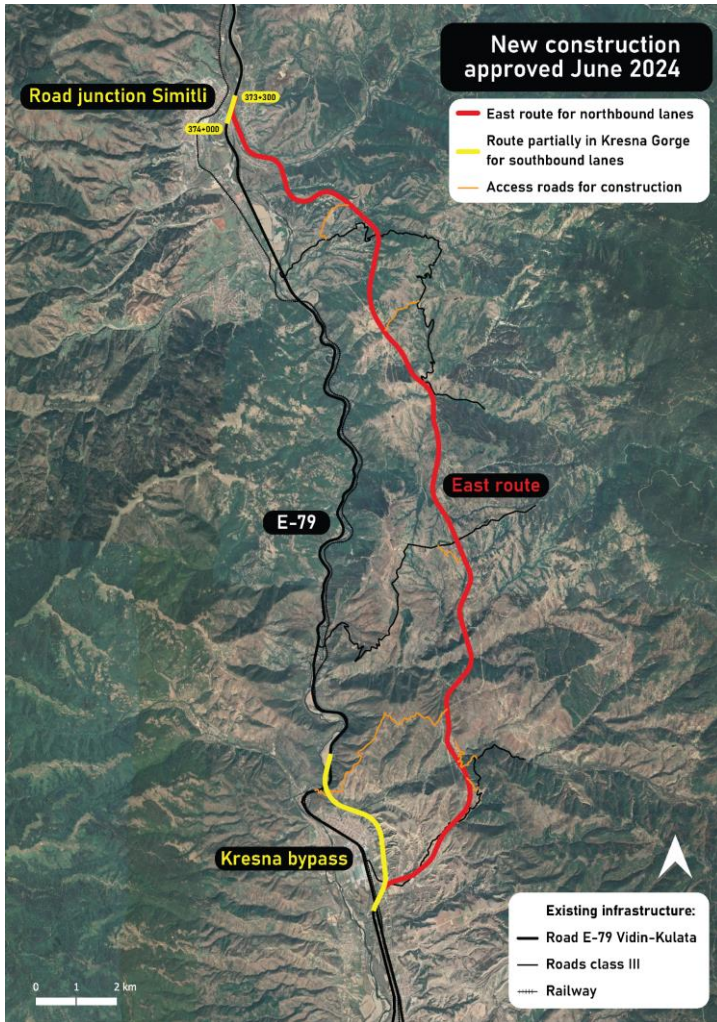 New construction
approved June 2024
East route for northbound lanes
Route partially in Kresna Gorge
for southbound lanes
Access roads for construction
Road junction Simitli
373+300
374+000
East route
E-79
Kresna bypass
Existing infrastructure:
Road E-79 Vidin-Kulata
Roads class III
Railway
0 1 2 km